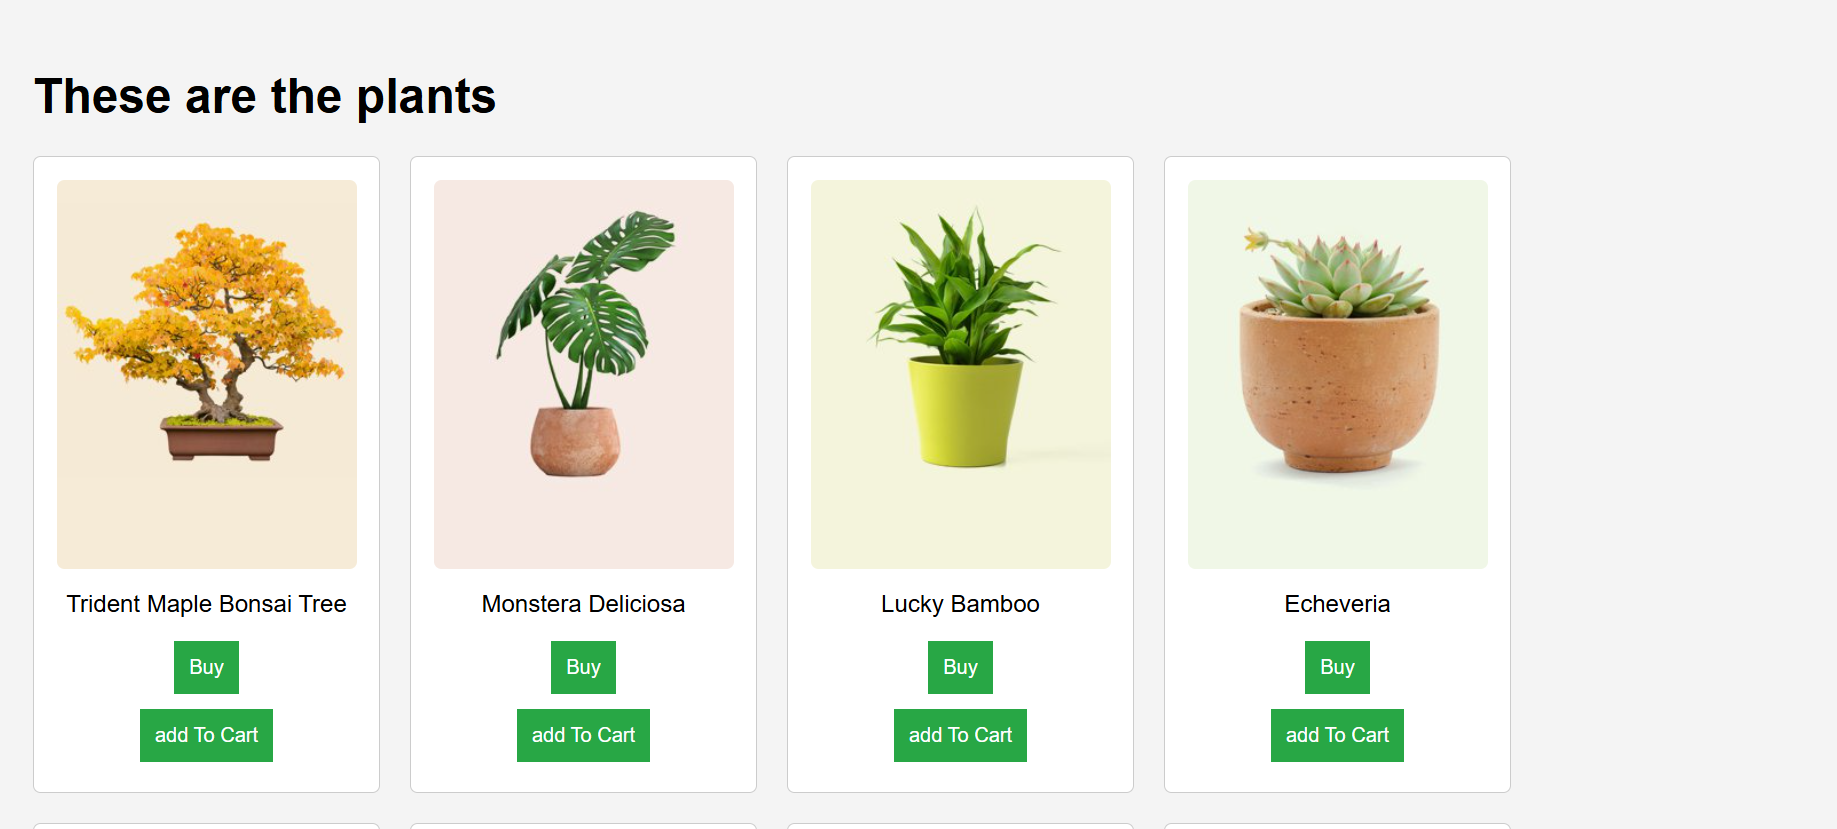 These are the plants
Trident Maple Bonsai Tree
Monstera Deliciosa
Lucky Bamboo
Echeveria
Buy
Buy
Buy
Buy
add To Cart
add To Cart
add To Cart
add To Cart